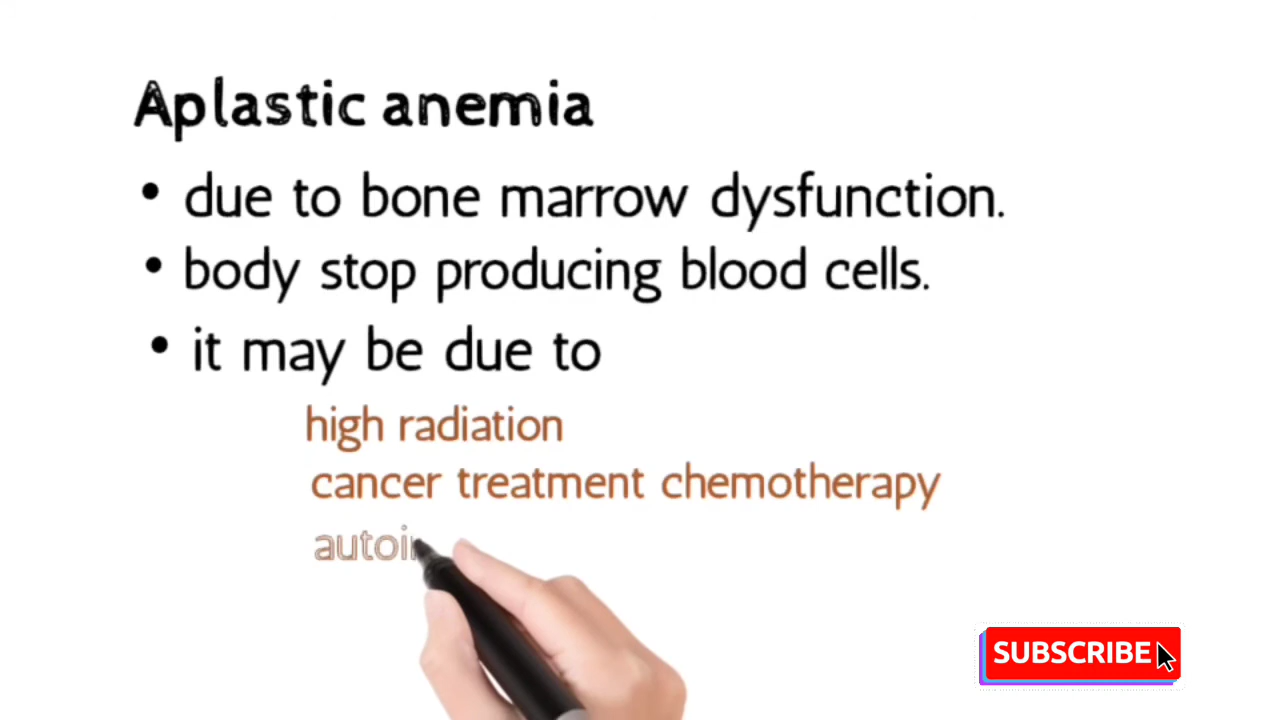 Aplastic anemia
• due to bone marrow dysfunction.
• body stop producing blood cells.
• it may be due to
high radiation
cancer treatment chemotherapy
autoi
SUBSCRIBE